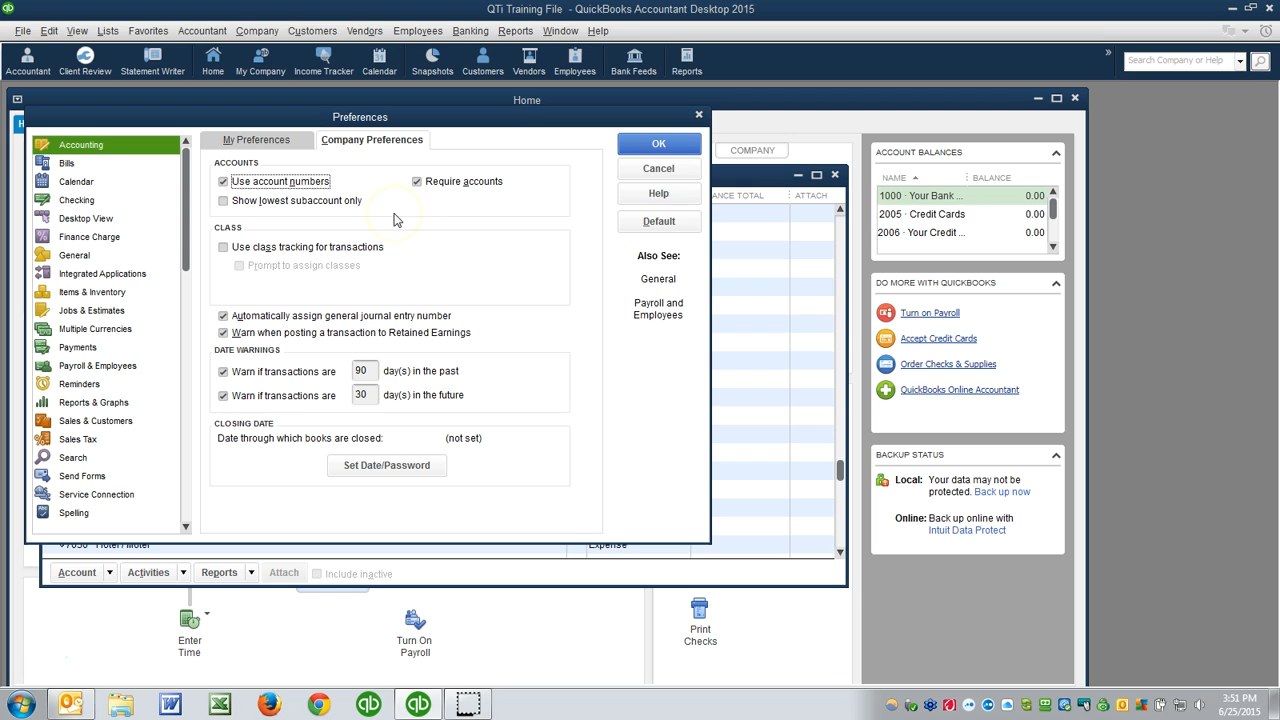 QTi Training File - QuickBooks Accountant Desktop 2015
File Edit View Lists Favorites Accountant Company Customers Vendors Employees Banking Reports Window Help
Accountant Client Review Statement Writer Home My Company Income Tracker Calendar Snapshots Customers Vendors Employees Bank Feeds Reports
Search Company or Help
Home
Preferences
My Preferences
Company Preferences
Accounting
Bills
Calendar
Checking
Desktop View
Finance Charge
General
Integrated Applications
Items & Inventory
Jobs & Estimates
Multiple Currencies
Payments
Payroll & Employees
Reminders
Reports & Graphs
Sales & Customers
Sales Tax
Search
Send Forms
Service Connection
Spelling
ACCOUNTS
Use account numbers
Require accounts
Show lowest subaccount only
CLASS
Use class tracking for transactions
Prompt to assign classes
Automatically assign general journal entry number
Warn when posting a transaction to Retained Earnings
DATE WARNINGS
Warn if transactions are 90 day(s) in the past
Warn if transactions are 30 day(s) in the future
CLOSING DATE
Date through which books are closed: (not set)
Set Date/Password
OK
Cancel
Help
Default
Also See:
General
Payroll and
Employees
COMPANY
ANCE TOTAL ATTACH
Expense
Account Activities Reports Attach Include inactive
Enter
Time
Turn On
Payroll
Print
Checks
ACCOUNT BALANCES
NAME BALANCE
1000 · Your Bank ... 0.00
2005 · Credit Cards 0.00
2006 · Your Credit ... 0.00
DO MORE WITH QUICKBOOKS
Turn on Payroll
Accept Credit Cards
Order Checks & Supplies
QuickBooks Online Accountant
BACKUP STATUS
Local: Your data may not be
protected. Back up now
Online: Back up online with
Intuit Data Protect
3:51 PM
6/25/2015